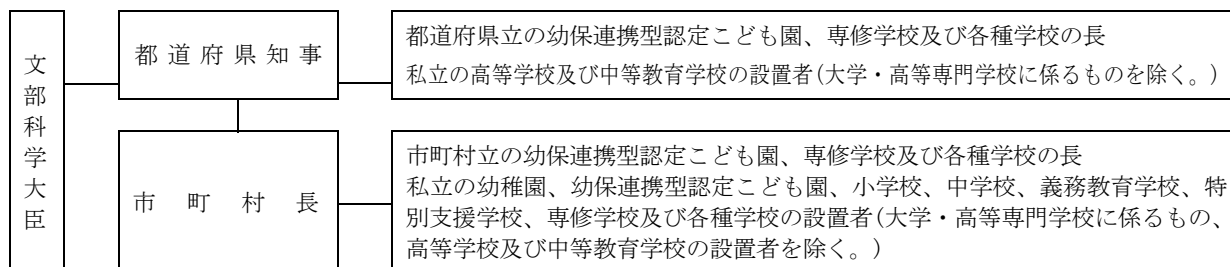 文部科学大臣
都道府県知事
都道府県立の幼保連携型認定こども園、専修学校及び各種学校の長
私立の高等学校及び中等教育学校の設置者(大学・高等専門学校に係るものを除く。)
市町村長
市町村立の幼保連携型認定こども園、専修学校及び各種学校の長
私立の幼稚園、幼保連携型認定こども園、小学校、中学校、義務教育学校、特
別支援学校、専修学校及び各種学校の設置者(大学・高等専門学校に係るもの、
高等学校及び中等教育学校の設置者を除く。)